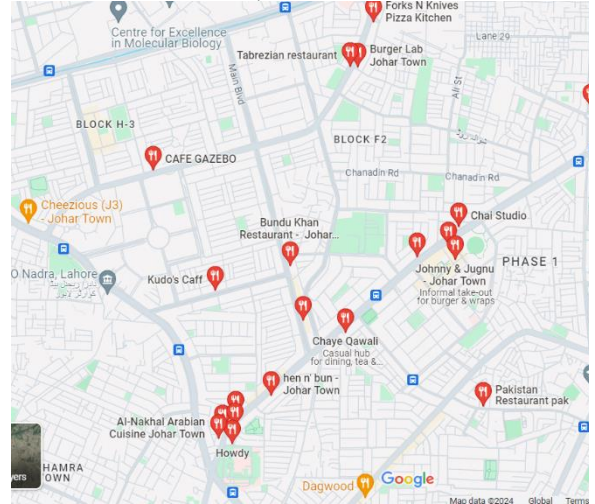 Forks N Knives
Pizza Kitchen
Centre for Excellence
in Molecular Biology
Lane 29
Tabrezian restaurant
Burger Lab
Johar Town
Main Blvd
Ali St
BLOCK H-3
BLOCK F2
CAFE GAZEBO
Chanadin Rd
Chanadin Rd
Cheezious (J3)
- Johar Town
Chai Studio
Bundu Khan
Restaurant - Johar...
PHASE 1
O Nadra, Lahore
Kudo's Caff
Johnny & Jugnu
- Johar Town
Informal take-out
for burger & wraps
Chaye Qawali
Casual hub
for dining, tea &...
hen n' bun -
Johar Town
Pakistan
Restaurant pak
Al-Nakhal Arabian
Cuisine Johar Town
Howdy
HAMRA
OWN
yers
Dagwood
Google
Map data ©2024 Global Terms